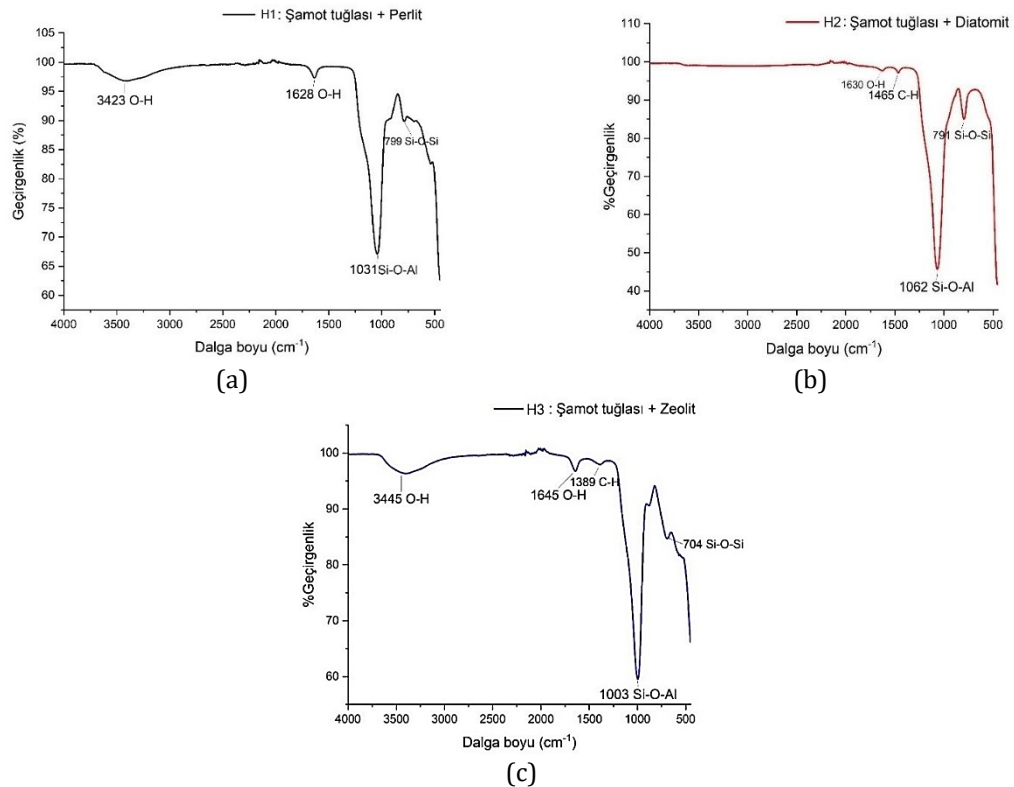 H1: Şamot tuğlası + Perlit
Geçirgenlik (%)
100
95
90
85
80
75
70
65
60
3423 O-H
1628 O-H
799 Si-O-Si
1031Si-O-Al
4000 3500 3000 2500 2000 1500 1000 500
Dalga boyu (cm⁻¹)
(a)
H2: Şamot tuğlası + Diatomit
%Geçirgenlik
110
100
90
80
70
60
50
40
1630 O-H
1465 C-H
791 Si-O-Si
1062 Si-O-Al
4000 3500 3000 2500 2000 1500 1000 500
Dalga boyu (cm⁻¹)
(b)
H3 : Şamot tuğlası + Zeolit
%Geçirgenlik
100
90
80
70
60
3445 O-H
1645 O-H
1389 C-H
704 Si-O-Si
1003 Si-O-Al
4000 3500 3000 2500 2000 1500 1000 500
Dalga boyu (cm⁻¹)
(c)